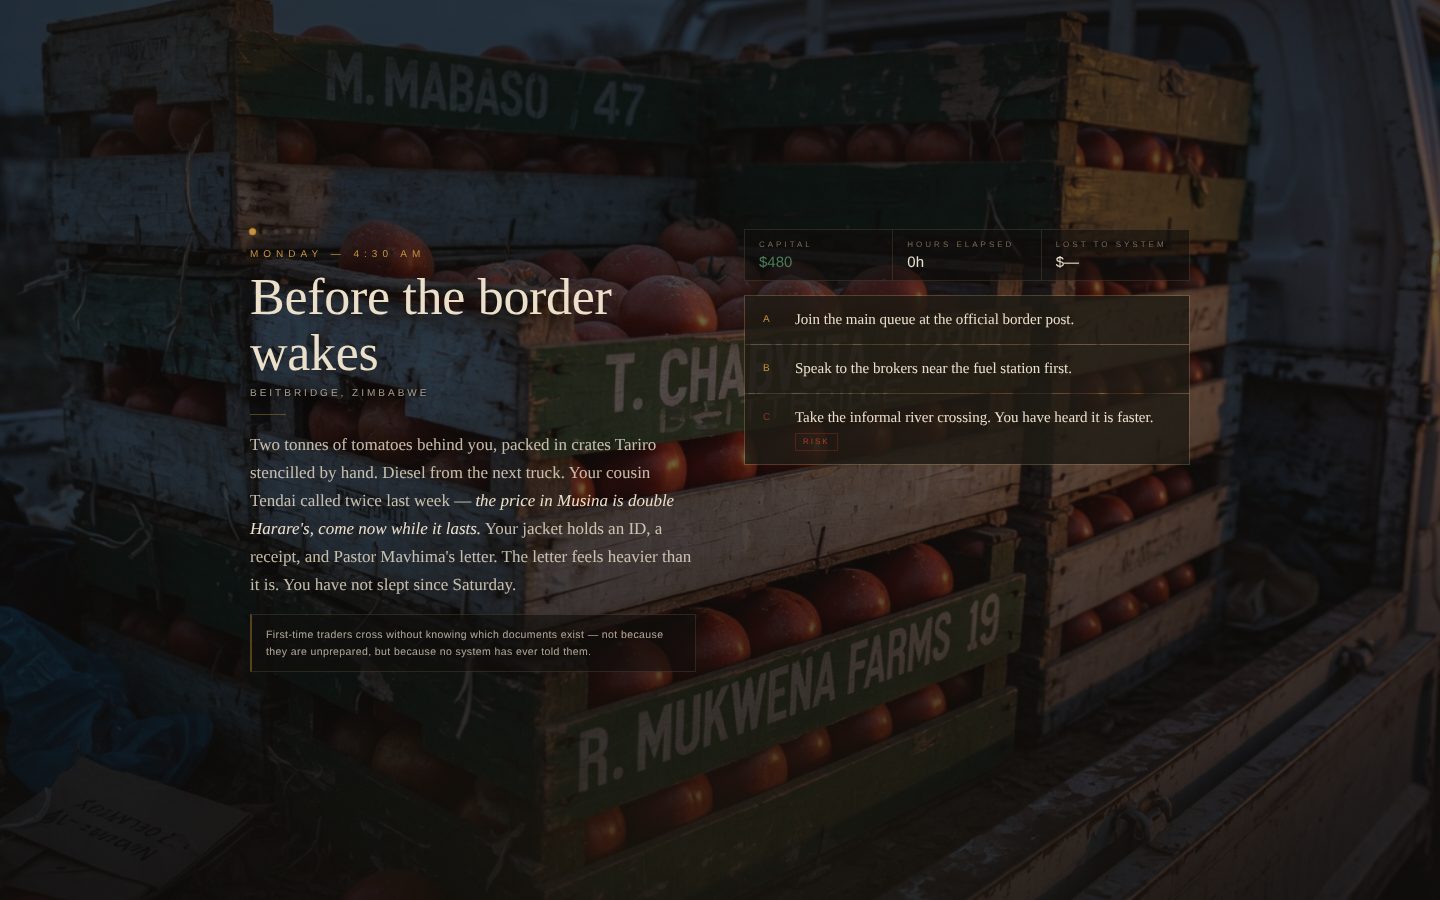 M. MABASO / 47
MONDAY — 4:30 AM
Before the border
wakes
BEITBRIDGE, ZIMBABWE
Two tonnes of tomatoes behind you, packed in crates Tariro
stencilled by hand. Diesel from the next truck. Your cousin
Tendai called twice last week — the price in Musina is double
Harare's, come now while it lasts. Your jacket holds an ID, a
receipt, and Pastor Mavhima's letter. The letter feels heavier than
it is. You have not slept since Saturday.
First-time traders cross without knowing which documents exist — not because
they are unprepared, but because no system has ever told them.
CAPITAL
$480
HOURS ELAPSED
0h
LOST TO SYSTEM
$—
A Join the main queue at the official border post.
B Speak to the brokers near the fuel station first.
C Take the informal river crossing. You have heard it is faster.
RISK
T. CHA
R. MUKWENA FARMS 19